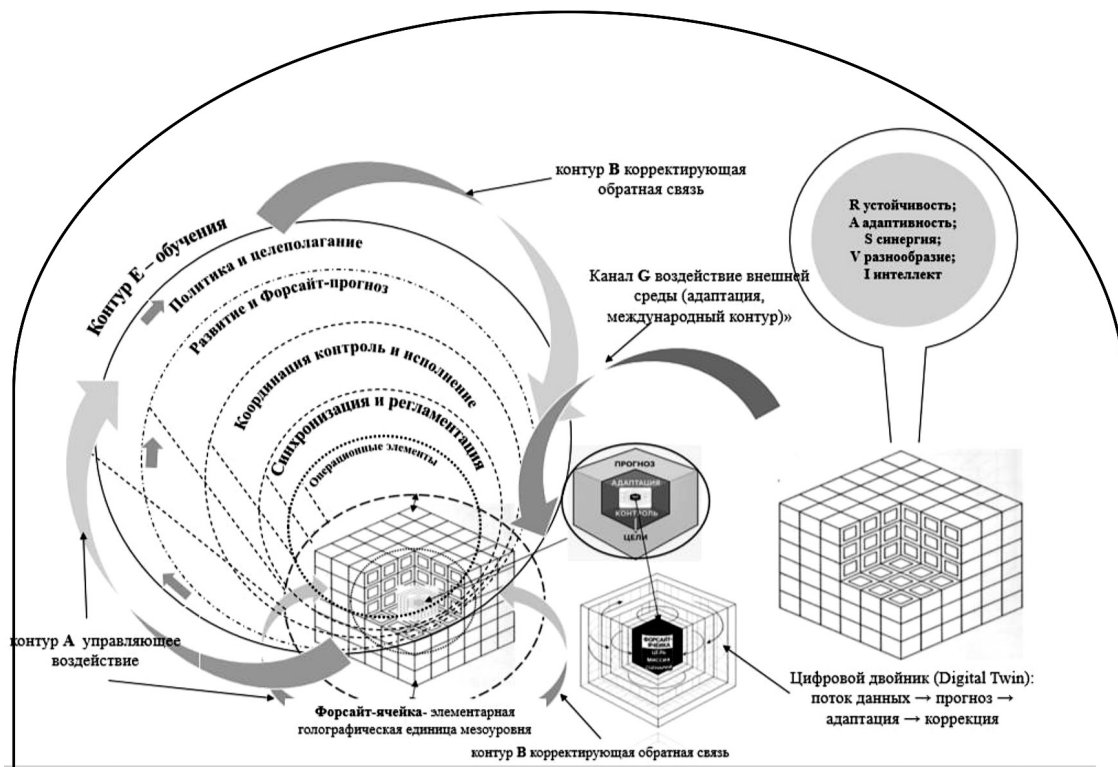 контур B корректирующая
обратная связь
R устойчивость;
A адаптивность;
S синергия;
V разнообразие;
I интеллект
Контур E – обучения
Политика и целеполагание
Развитие и Форсайт-прогноз
Координация контроль и исполнение
Синхронизация и регламентация
Операционные элементы
Канал G воздействие внешней
среды (адаптация,
международный контур)»
ПРОГНОЗ
АДАПТАЦИЯ
КОНТРОЛЬ
ЦЕЛИ
ФОРСАЙТ-
ЯЧЕЙКА
ЦЕЛЬ
МИССИЯ
СЦЕНАРИЙ
контур A управляющее
воздействие
Цифровой двойник (Digital Twin):
поток данных → прогноз →
адаптация → коррекция
Форсайт-ячейка- элементарная
голографическая единица мезоуровня
контур B корректирующая обратная связь